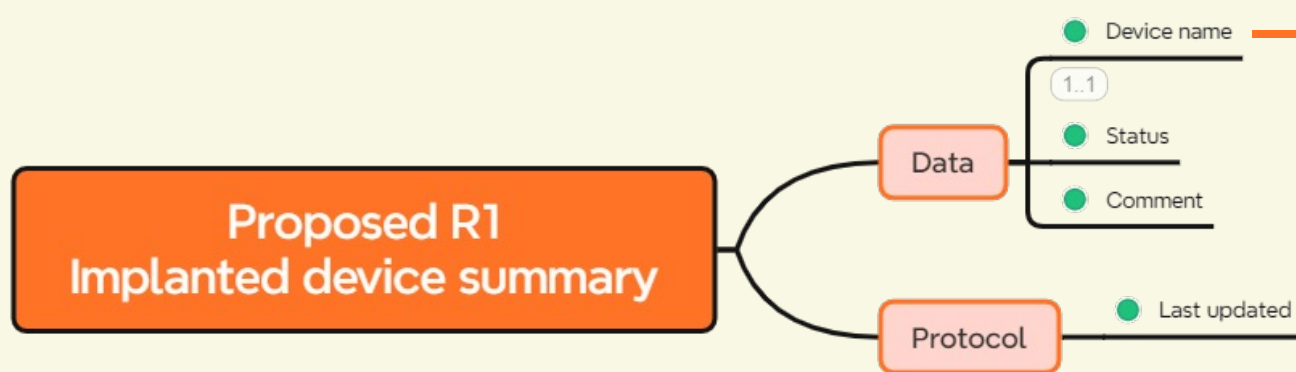 Proposed R1
Implanted device summary
Data
Device name
1..1
Status
Comment
Protocol
Last updated